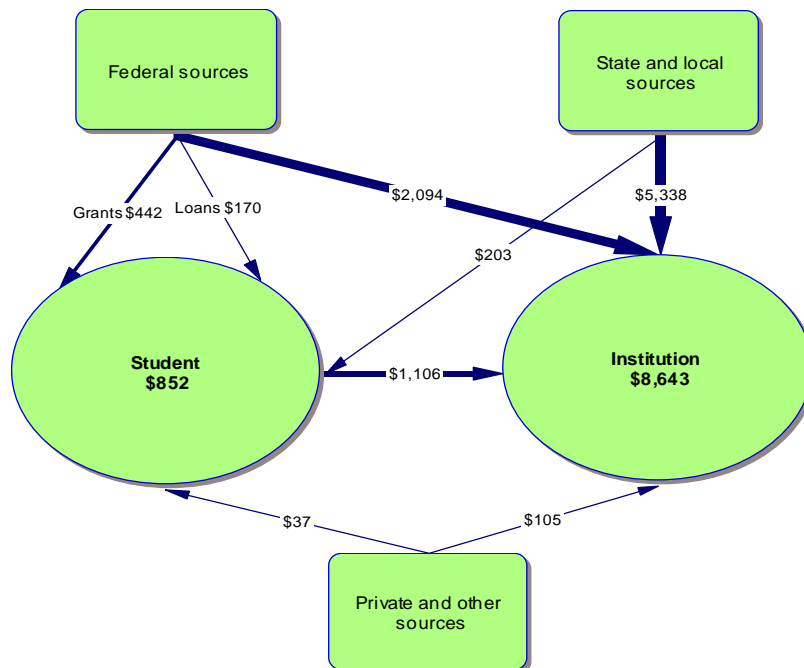 Federal sources
State and local
sources
Grants $442
Loans $170
$2,094
$5,338
$203
Student
$852
$1,106
Institution
$8,643
$37
$105
Private and other
sources